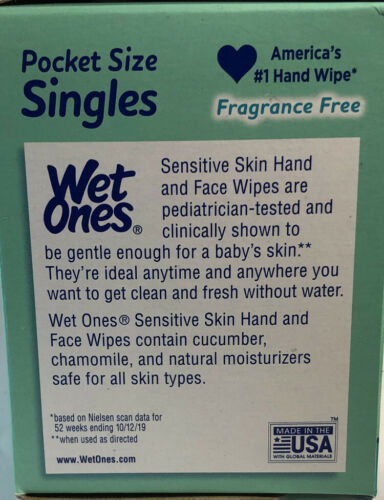 Pocket Size
Singles
America's
#1 Hand Wipe*
Fragrance Free
Wet
Ones®
Sensitive Skin Hand
and Face Wipes are
pediatrician-tested and
clinically shown to
be gentle enough for a baby's skin.**
They're ideal anytime and anywhere you
want to get clean and fresh without water.
Wet Ones® Sensitive Skin Hand and
Face Wipes contain cucumber,
chamomile, and natural moisturizers
safe for all skin types.
*based on Nielsen scan data for
52 weeks ending 10/12/19
**when used as directed
www.WetOnes.com
MADE IN THE
USA
WITH GLOBAL MATERIALS
™